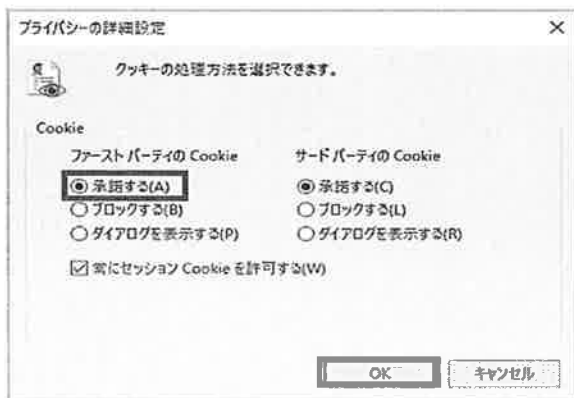 プライバシーの詳細設定
クッキーの処理方法を選択できます。
Cookie
ファースト パーティの Cookie
サード パーティの Cookie
承諾する(A)
承諾する(C)
ブロックする(B)
ブロックする(L)
ダイアログを表示する(P)
ダイアログを表示する(R)
常にセッション Cookie を許可する(W)
OK
キャンセル